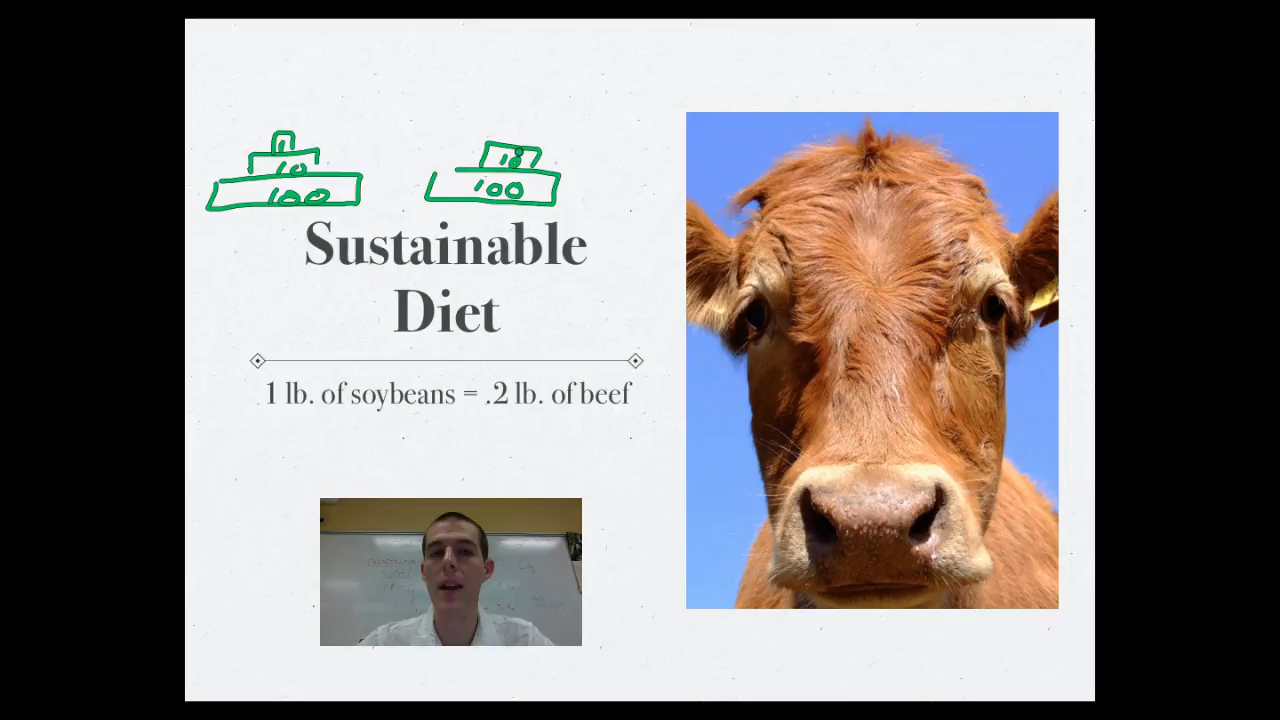 1
10
100
10
100
Sustainable
Diet
1 lb. of soybeans = .2 lb. of beef